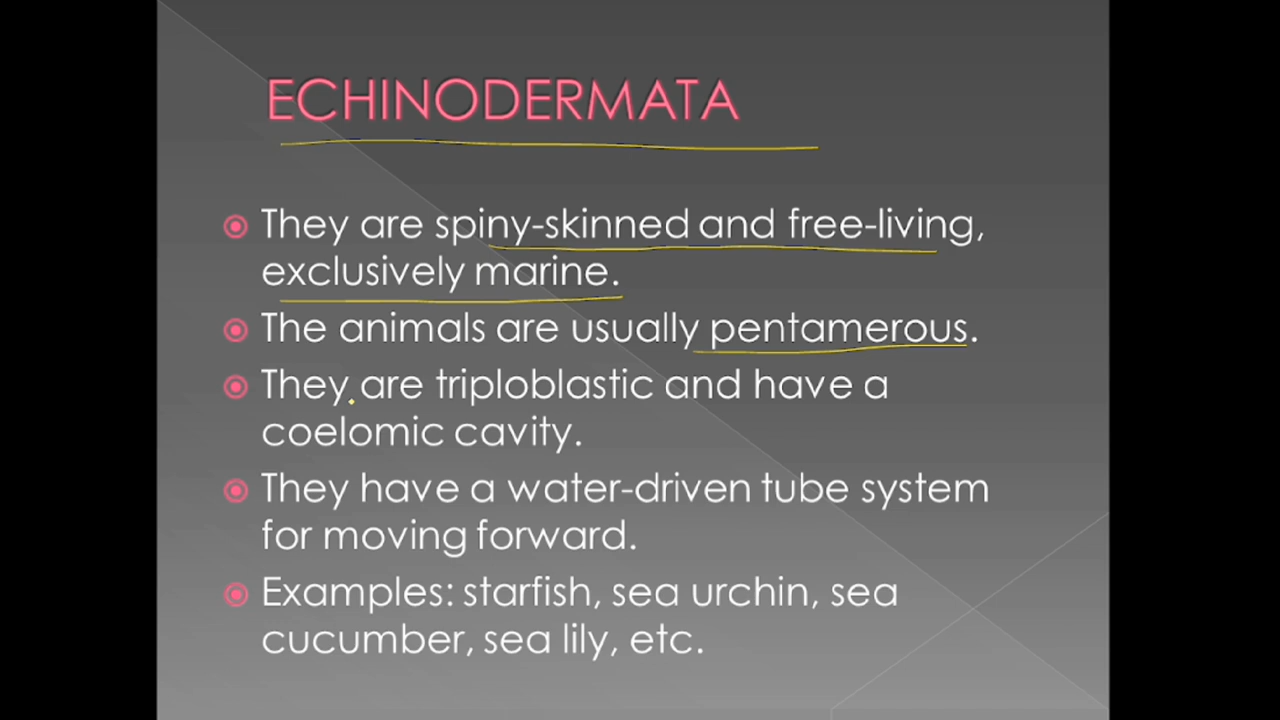 ECHINODERMATA
They are spiny-skinned and free-living,
exclusively marine.
The animals are usually pentamerous.
They are triploblastic and have a
coelomic cavity.
They have a water-driven tube system
for moving forward.
Examples: starfish, sea urchin, sea
cucumber, sea lily, etc.